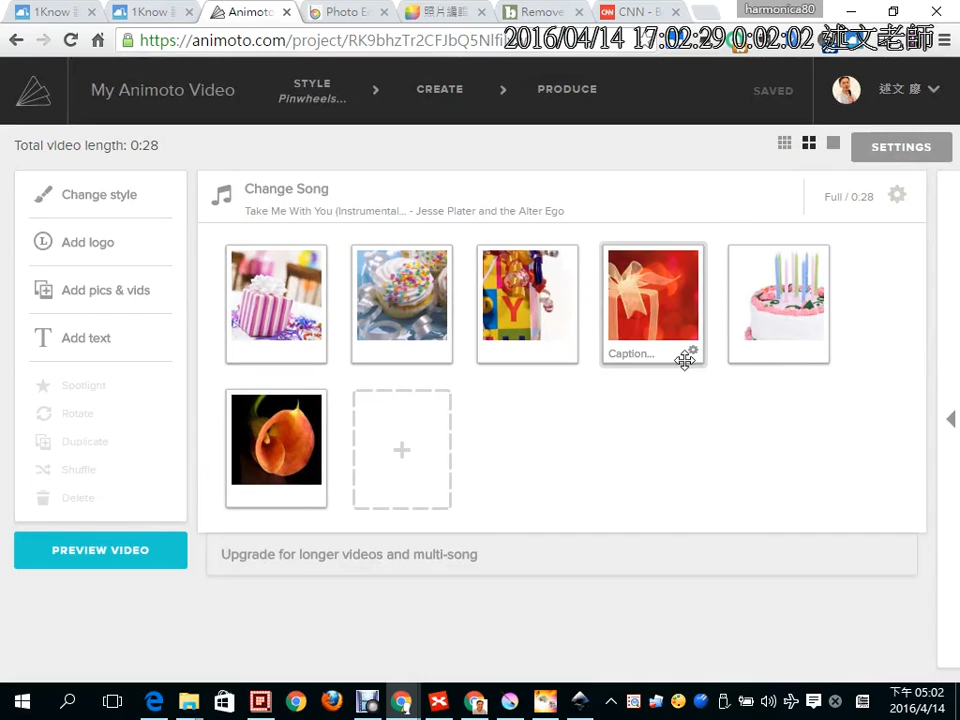 1Know
1Know
Animoto
Photo E
照片編輯
Remove
CNN - B
harmonica80
https://animoto.com/project/RK9bhzTr2CFJbQ5Nlfi
2016/04/14 17:02:29 0:02:02 述文老師
My Animoto Video
STYLE
Pinwheels...
CREATE
PRODUCE
SAVED
述文 廖
Total video length: 0:28
SETTINGS
Change style
Add logo
Add pics & vids
Add text
Spotlight
Rotate
Duplicate
Shuffle
Delete
PREVIEW VIDEO
Change Song
Take Me With You (Instrumental... - Jesse Plater and the Alter Ego
Full / 0:28
Caption...
Upgrade for longer videos and multi-song
下午 05:02
2016/4/14